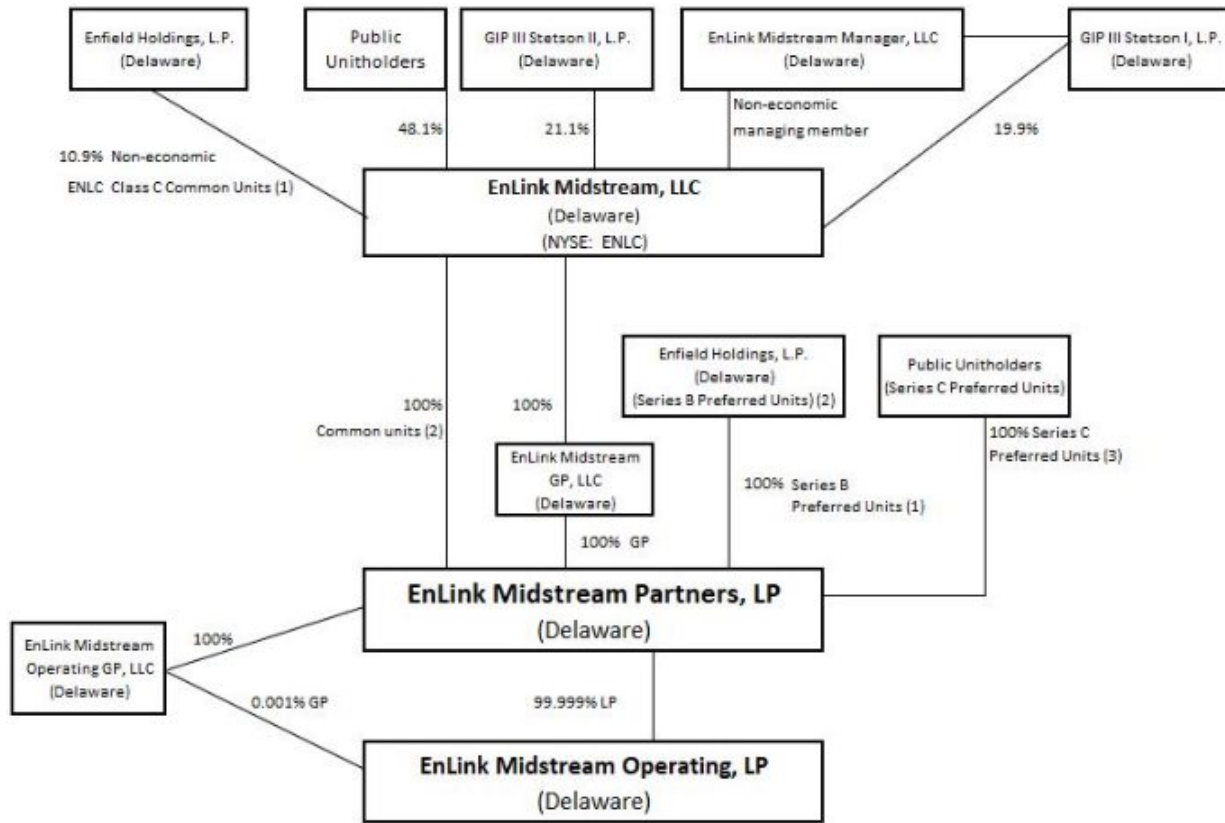 Enfield Holdings, L.P.
(Delaware)
Public
Unitholders
GIP III Stetson II, L.P.
(Delaware)
EnLink Midstream Manager, LLC
(Delaware)
GIP III Stetson I, L.P.
(Delaware)
10.9% Non-economic
ENLC Class C Common Units (1)
48.1%
21.1%
Non-economic
managing member
19.9%
EnLink Midstream, LLC
(Delaware)
(NYSE: ENLC)
100%
Common units (2)
100%
EnLink Midstream
GP, LLC
(Delaware)
100% GP
Enfield Holdings, L.P.
(Delaware)
(Series B Preferred Units) (2)
100% Series B
Preferred Units (1)
Public Unitholders
(Series C Preferred Units)
100% Series C
Preferred Units (3)
EnLink Midstream Partners, LP
(Delaware)
EnLink Midstream
Operating GP, LLC
(Delaware)
100%
0.001% GP
99.999% LP
EnLink Midstream Operating, LP
(Delaware)